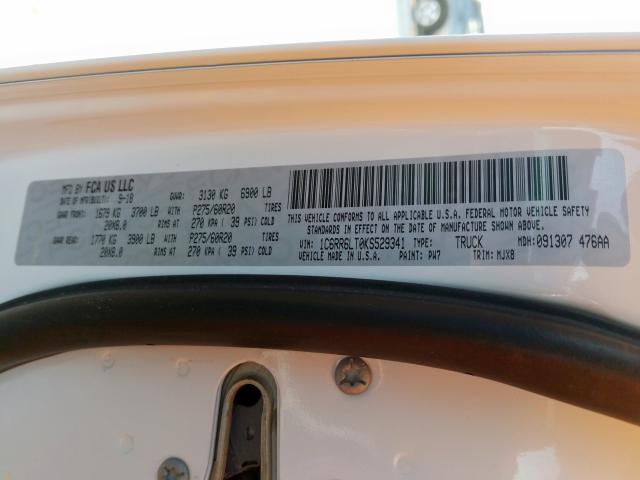 MFD BY FCA US LLC
DATE OF MFR/BUILT: 9-18 GVWR: 3130 KG 6900 LB
GAWR FRONT: 1679 KG 3700 LB WITH P275/60R20 TIRES
20X8.0 RIMS AT 270 KPA ( 39 PSI) COLD
GAWR REAR: 1770 KG 3900 LB WITH P275/60R20 TIRES
20X8.0 RIMS AT 270 KPA ( 39 PSI) COLD
THIS VEHICLE CONFORMS TO ALL APPLICABLE U.S.A. FEDERAL MOTOR VEHICLE SAFETY
STANDARDS IN EFFECT ON THE DATE OF MANUFACTURE SHOWN ABOVE.
VIN: 1C6RR6LT0KS529341 TYPE: TRUCK MDH: 091307 476AA
VEHICLE MADE IN U.S.A. PAINT: PW7 TRIM: MJX8